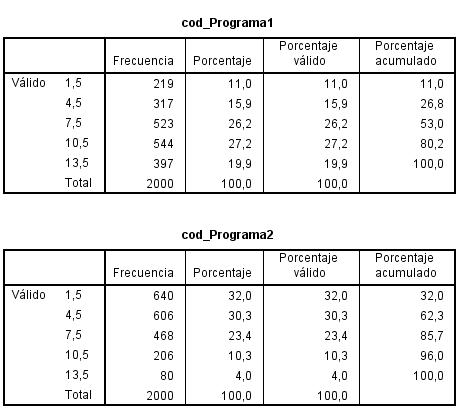 cod_Programa1
Frecuencia Porcentaje Porcentaje válido Porcentaje acumulado
Válido 1,5 219 11,0 11,0 11,0
4,5 317 15,9 15,9 26,8
7,5 523 26,2 26,2 53,0
10,5 544 27,2 27,2 80,2
13,5 397 19,9 19,9 100,0
Total 2000 100,0 100,0
cod_Programa2
Frecuencia Porcentaje Porcentaje válido Porcentaje acumulado
Válido 1,5 640 32,0 32,0 32,0
4,5 606 30,3 30,3 62,3
7,5 468 23,4 23,4 85,7
10,5 206 10,3 10,3 96,0
13,5 80 4,0 4,0 100,0
Total 2000 100,0 100,0